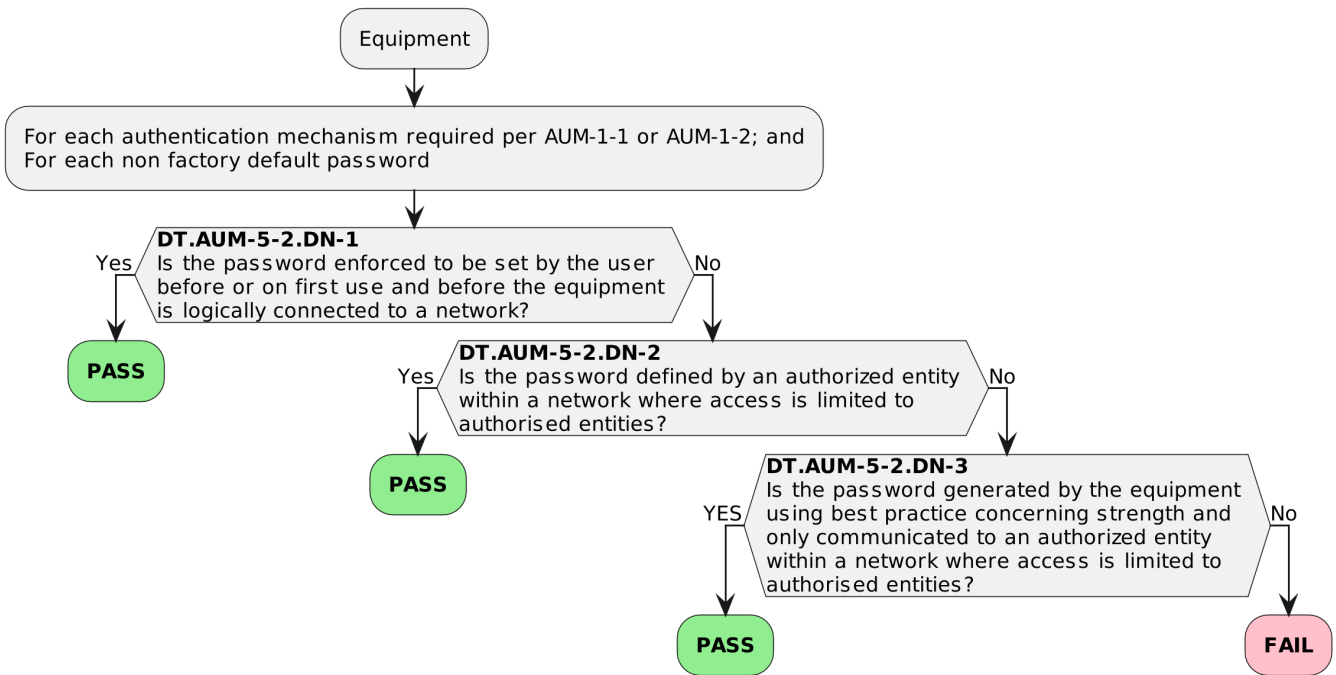 Equipment
For each authentication mechanism required per AUM-1-1 or AUM-1-2; and
For each non factory default password
DT.AUM-5-2.DN-1
Yes
Is the password enforced to be set by the user
No
before or on first use and before the equipment
is logically connected to a network?
PASS
DT.AUM-5-2.DN-2
Yes
Is the password defined by an authorized entity
No
within a network where access is limited to
authorised entities?
PASS
DT.AUM-5-2.DN-3
Is the password generated by the equipment
YES
using best practice concerning strength and
No
only communicated to an authorized entity
within a network where access is limited to
authorised entities?
PASS
FAIL